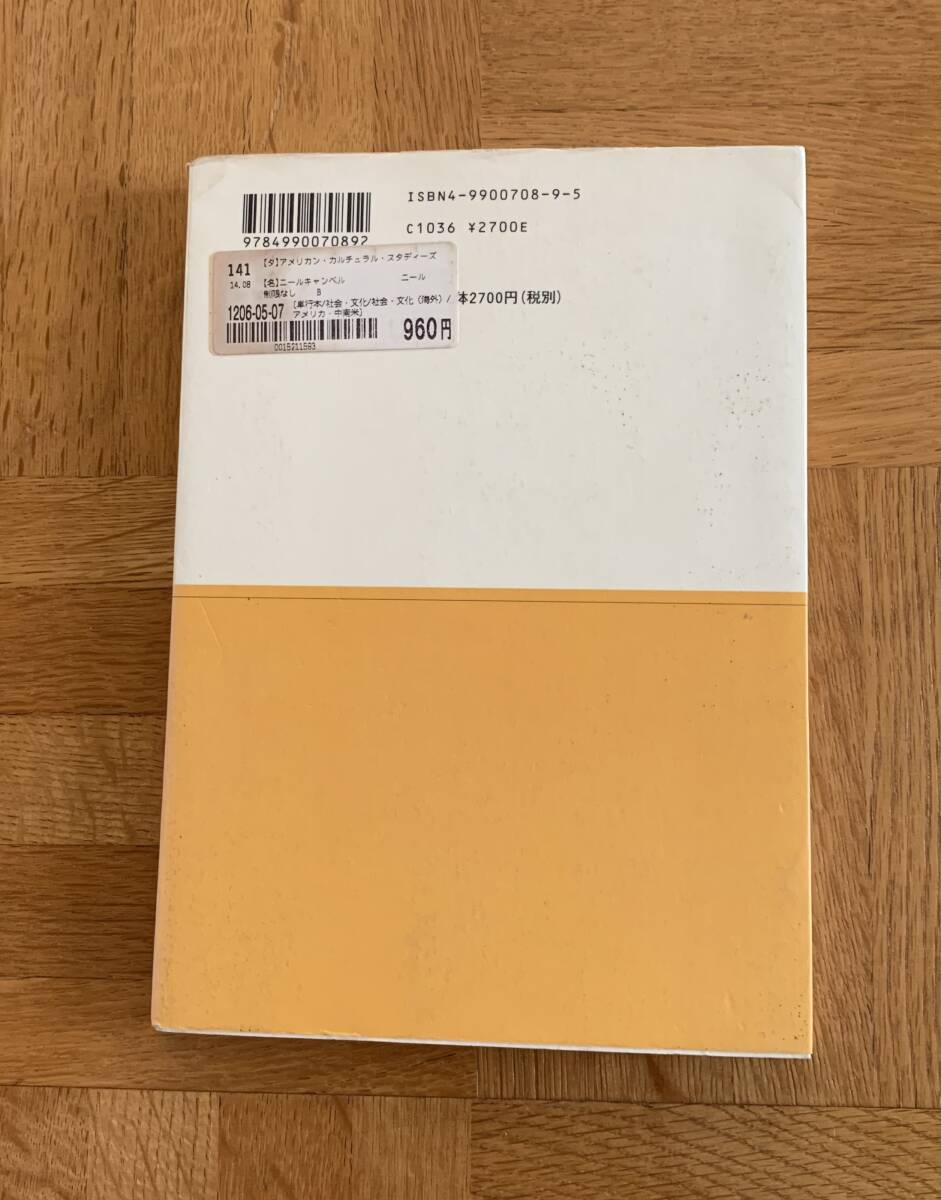 ISBN4-9900708-9-5
9784990070892
C1036 ¥2700E
141 【タ】アメリカン・カルチュラル・スタディーズ
14.08 【名】ニールキャンベル ニール
制限なし B
1206-05-07 [単行本/社会・文化/社会・文化(海外)/
アメリカ・中南米]
体2700円(税別)
960円
0015211593